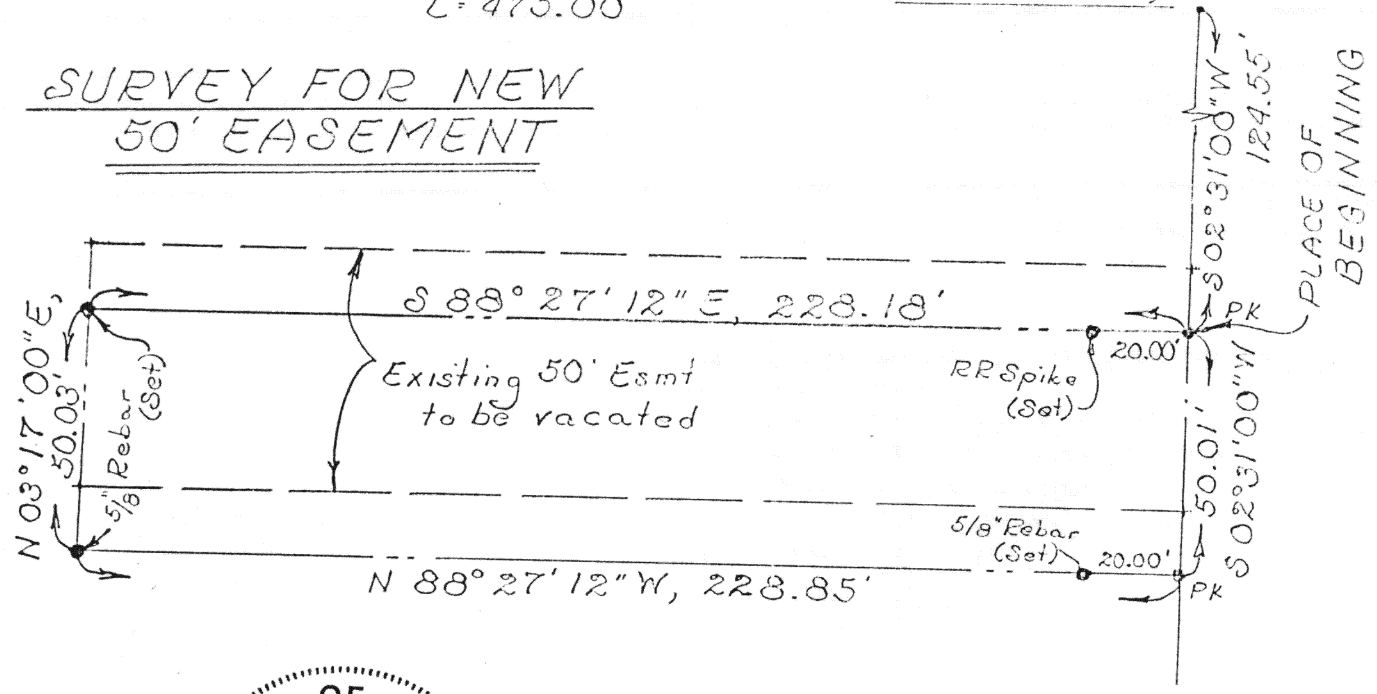 L= 475.00
SURVEY FOR NEW
50' EASEMENT
S 02°31'00"W
124.55'
PLACE OF
BEGINNING
S 88° 27' 12" E, 228.18'
PK
20.00'
RR Spike
(Set)
Existing 50' Esmt
to be vacated
N 03°17'00"E,
50.03'
5/8" Rebar
(Set)
50.01'
S 02°31'00"W
5/8" Rebar
(Set)
20.00'
PK
N 88° 27' 12" W, 228.85'
OF